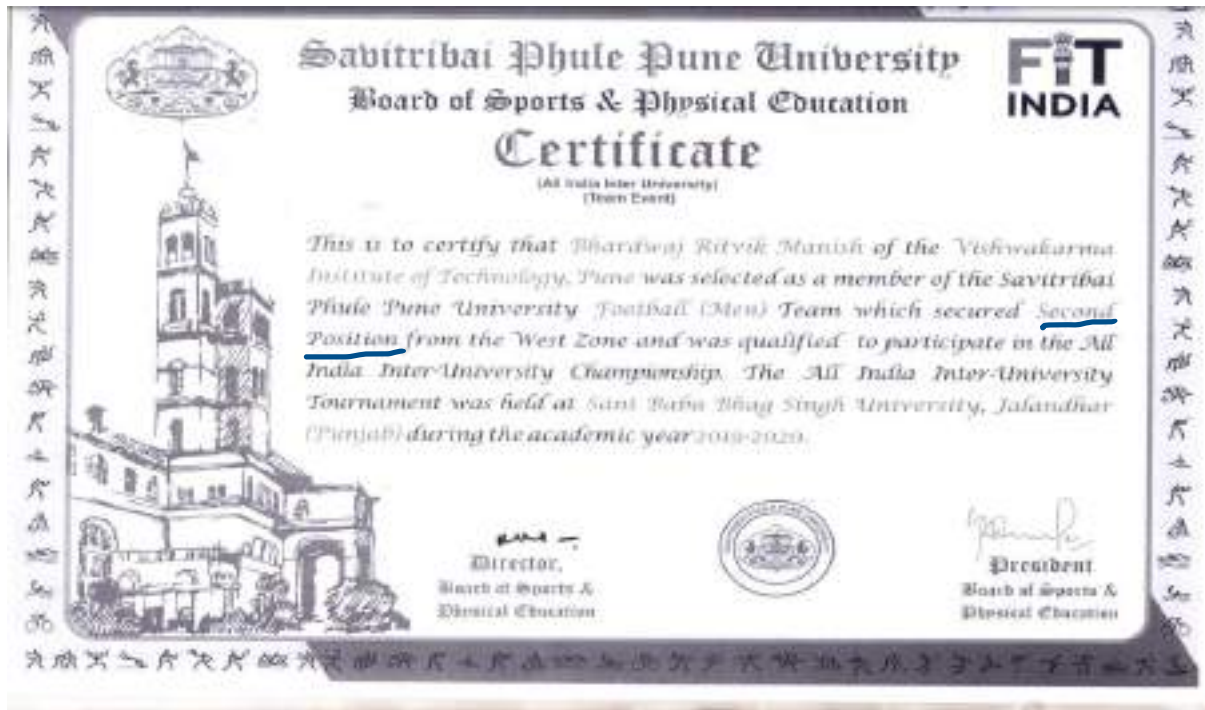 Savitribai Phule Pune University
FIT
INDIA
Board of Sports & Physical Education
Certificate
(All India Inter University)
(Team Event)
This is to certify that Bhardwaj Ritvik Manish of the Vishwakarma
Institute of Technology, Pune was selected as a member of the Savitribai
Phule Pune University Football (Men) Team which secured Second
Position from the West Zone and was qualified to participate in the All
India Inter-University Championship. The All India Inter-University
Tournament was held at Sant Baba Bhag Singh University, Jalandhar
(Punjab) during the academic year 2019-2020.
Director,
Board of Sports &
Physical Education
President
Board of Sports &
Physical Education